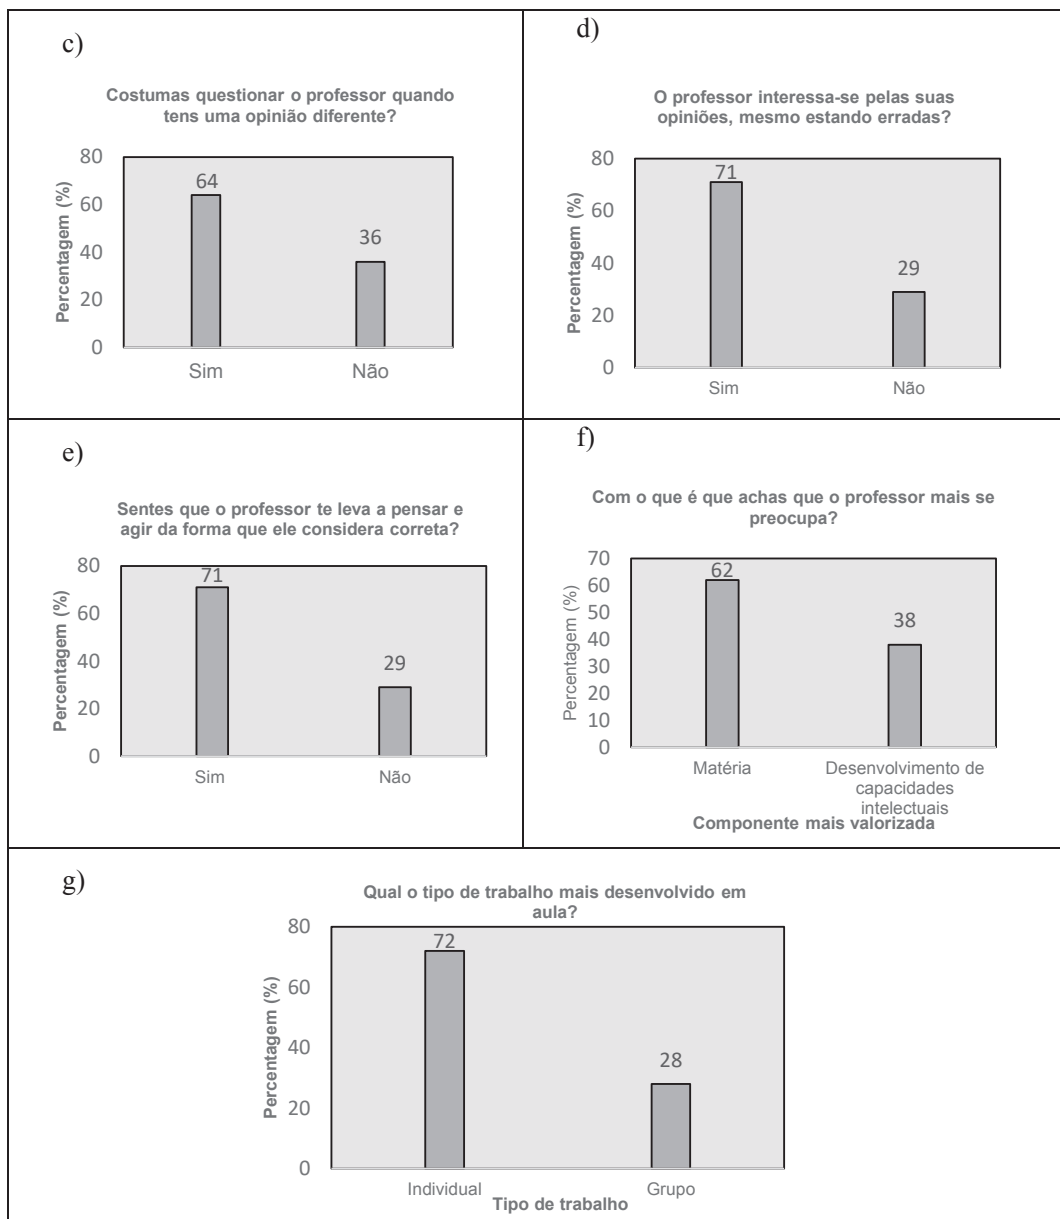 c)
Costumas questionar o professor quando
tens uma opinião diferente?
Percentagem (%)
80
60
40
20
0
64
36
Sim Não
d)
O professor interessa-se pelas suas
opiniões, mesmo estando erradas?
Percentagem (%)
80
60
40
20
0
71
29
Sim Não
e)
Sentes que o professor te leva a pensar e
agir da forma que ele considera correta?
Percentagem (%)
80
60
40
20
0
71
29
Sim Não
f)
Com o que é que achas que o professor mais se
preocupa?
Percentagem (%)
70
60
50
40
30
20
10
0
62
38
Matéria Desenvolvimento de
capacidades
intelectuais
Componente mais valorizada
g)
Qual o tipo de trabalho mais desenvolvido em
aula?
Percentagem (%)
80
60
40
20
0
72
28
Individual Grupo
Tipo de trabalho